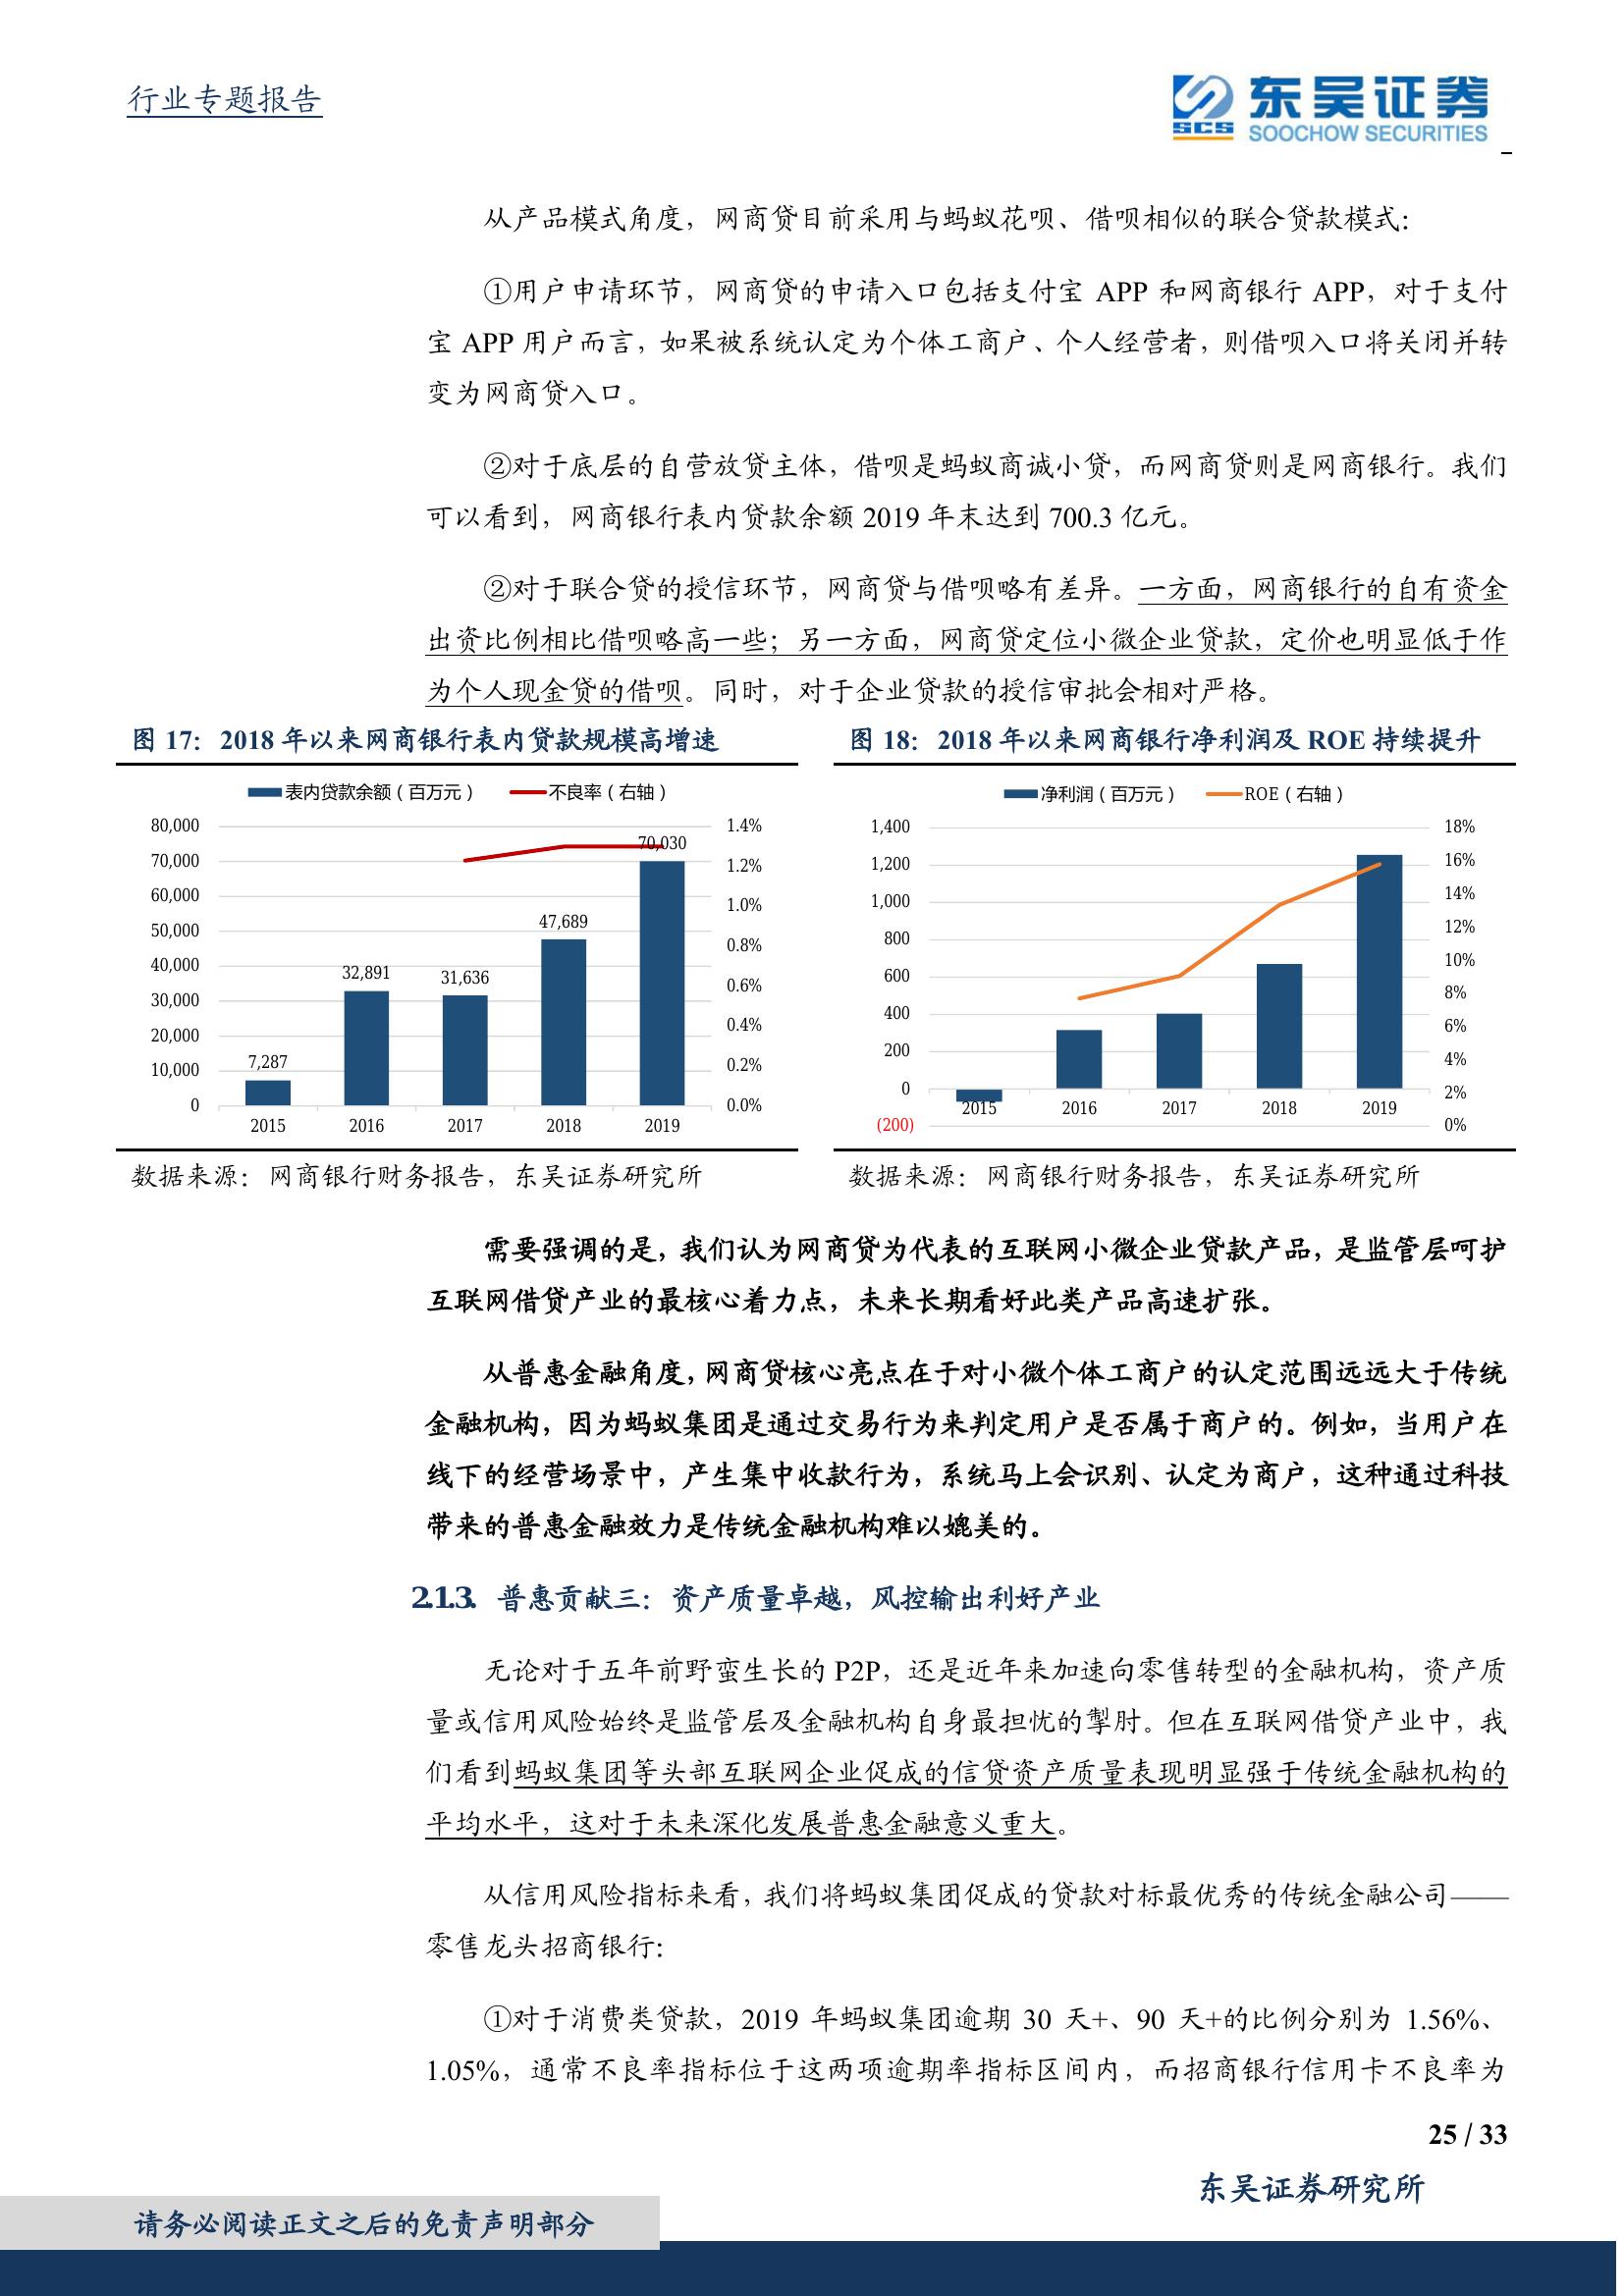 行业专题报告
东吴证券
SCS
SOOCHOW SECURITIES
从产品模式角度，网商贷目前采用与蚂蚁花呗、借呗相似的联合贷款模式：
①用户申请环节，网商贷的申请入口包括支付宝 APP 和网商银行 APP，对于支付
宝 APP 用户而言，如果被系统认定为个体工商户、个人经营者，则借呗入口将关闭并转
变为网商贷入口。
②对于底层的自营放贷主体，借呗是蚂蚁商诚小贷，而网商贷则是网商银行。我们
可以看到，网商银行表内贷款余额 2019 年末达到 700.3 亿元。
②对于联合贷的授信环节，网商贷与借呗略有差异。一方面，网商银行的自有资金
出资比例相比借呗略高一些；另一方面，网商贷定位小微企业贷款，定价也明显低于作
为个人现金贷的借呗。同时，对于企业贷款的授信审批会相对严格。
图 17：2018 年以来网商银行表内贷款规模高增速
表内贷款余额（百万元） 不良率（右轴）
80,000
70,000
60,000
50,000
40,000
30,000
20,000
10,000
0
7,287
32,891
31,636
47,689
70,030
1.4%
1.2%
1.0%
0.8%
0.6%
0.4%
0.2%
0.0%
2015 2016 2017 2018 2019
数据来源：网商银行财务报告，东吴证券研究所
图 18：2018 年以来网商银行净利润及 ROE 持续提升
净利润（百万元） ROE（右轴）
1,400
1,200
1,000
800
600
400
200
0
(200)
18%
16%
14%
12%
10%
8%
6%
4%
2%
0%
2015 2016 2017 2018 2019
数据来源：网商银行财务报告，东吴证券研究所
需要强调的是，我们认为网商贷为代表的互联网小微企业贷款产品，是监管层呵护
互联网借贷产业的最核心着力点，未来长期看好此类产品高速扩张。
从普惠金融角度，网商贷核心亮点在于对小微个体工商户的认定范围远远大于传统
金融机构，因为蚂蚁集团是通过交易行为来判定用户是否属于商户的。例如，当用户在
线下的经营场景中，产生集中收款行为，系统马上会识别、认定为商户，这种通过科技
带来的普惠金融效力是传统金融机构难以媲美的。
2.1.3. 普惠贡献三：资产质量卓越，风控输出利好产业
无论对于五年前野蛮生长的 P2P，还是近年来加速向零售转型的金融机构，资产质
量或信用风险始终是监管层及金融机构自身最担忧的掣肘。但在互联网借贷产业中，我
们看到蚂蚁集团等头部互联网企业促成的信贷资产质量表现明显强于传统金融机构的
平均水平，这对于未来深化发展普惠金融意义重大。
从信用风险指标来看，我们将蚂蚁集团促成的贷款对标最优秀的传统金融公司——
零售龙头招商银行：
①对于消费类贷款，2019 年蚂蚁集团逾期 30 天+、90 天+的比例分别为 1.56%、
1.05%，通常不良率指标位于这两项逾期率指标区间内，而招商银行信用卡不良率为
25 / 33
东吴证券研究所
请务必阅读正文之后的免责声明部分